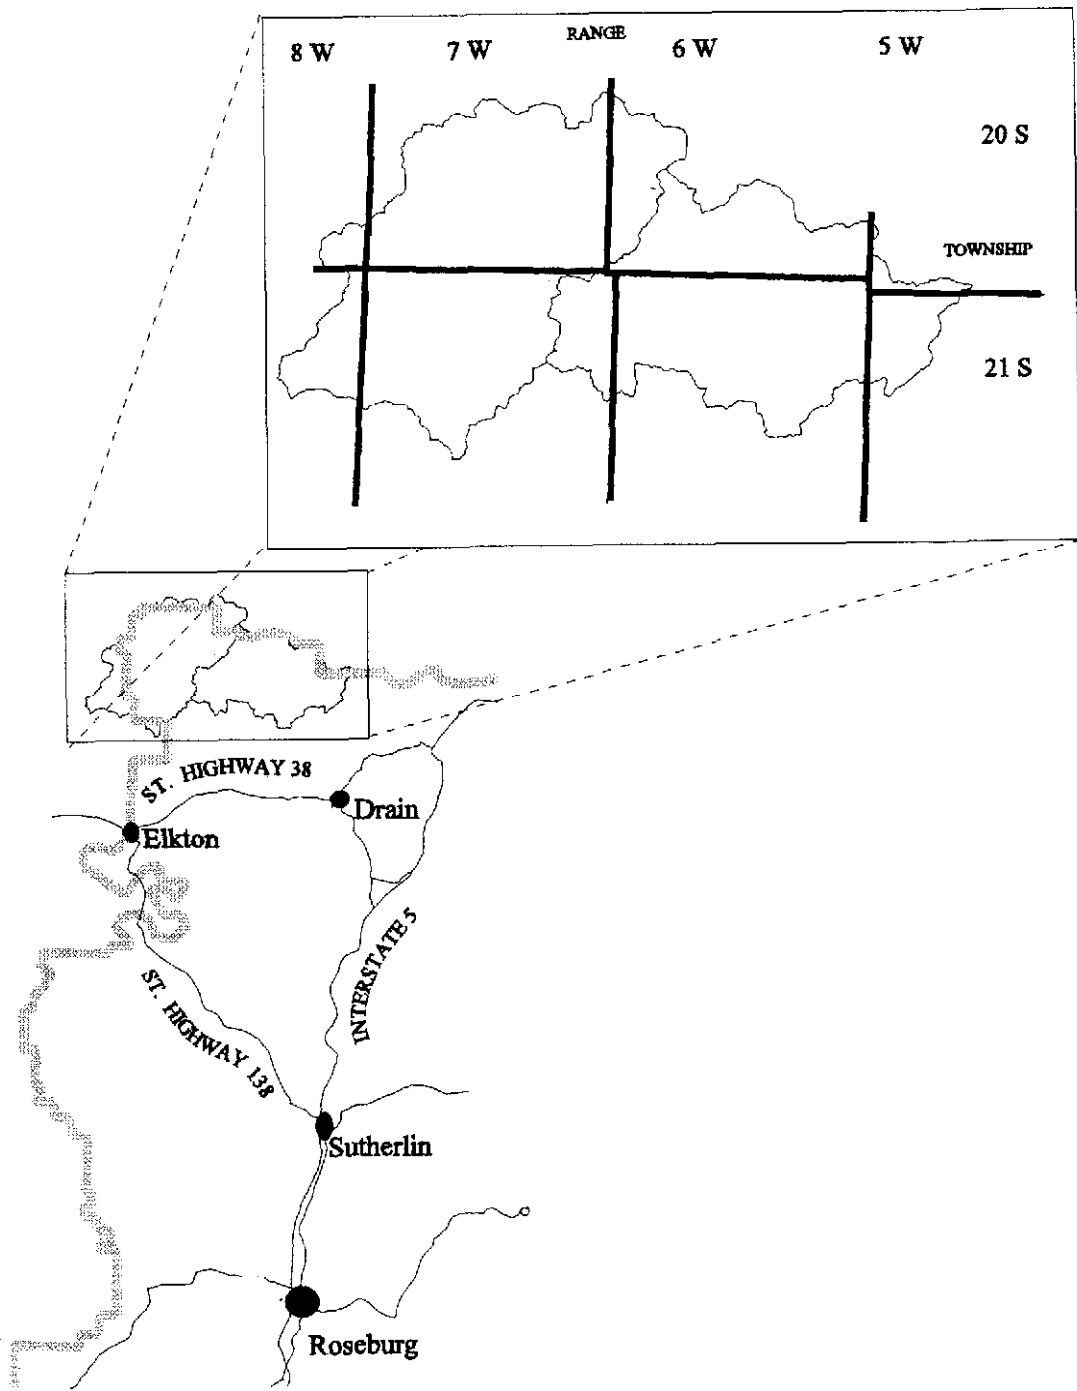 RANGE
8 W 7 W 6 W 5 W
20 S
TOWNSHIP
21 S
ST. HIGHWAY 38
Drain
Elkton
INTERSTATE 5
ST. HIGHWAY 138
Sutherlin
Roseburg